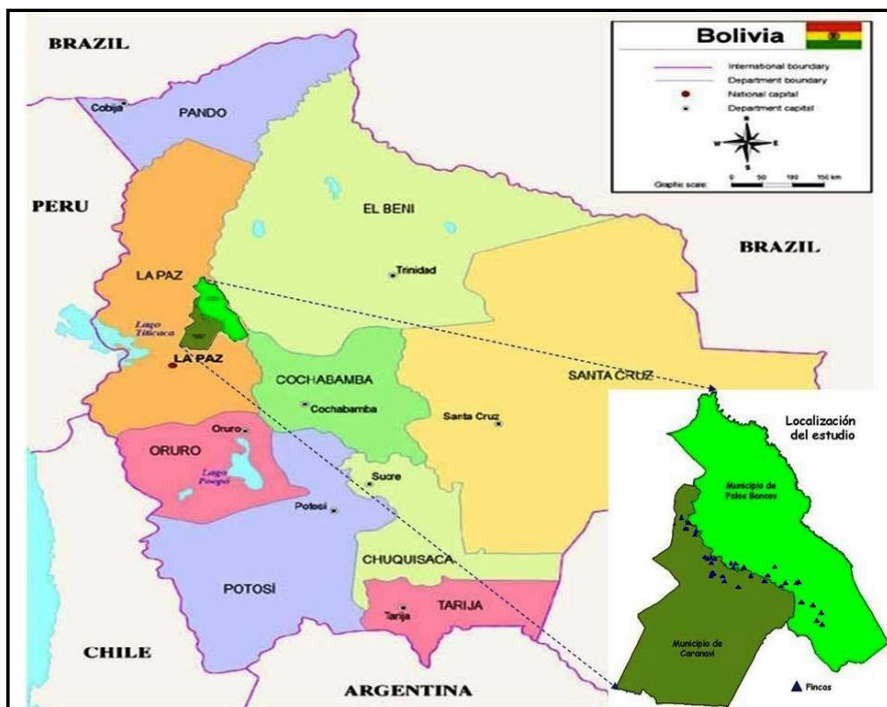 BRAZIL
Bolivia
International boundary
Department boundary
National capital
Department capital
N
W
E
S
Graphic scale:
0 50 100 150 km
Cobija
PANDO
PERU
EL BENI
BRAZIL
Trinidad
LA PAZ
Lago
Titicaca
LA PAZ
COCHABAMBA
Cochabamba
SANTA CRUZ
Santa Cruz
Oruro
ORURO
Lago
Poopó
Sucre
Potosí
CHUQUISACA
POTOSÍ
TARIJA
Tarija
CHILE
ARGENTINA
Localización
del estudio
Municipio de
Palos Bancos
Municipio de
Caranavi
Fincas